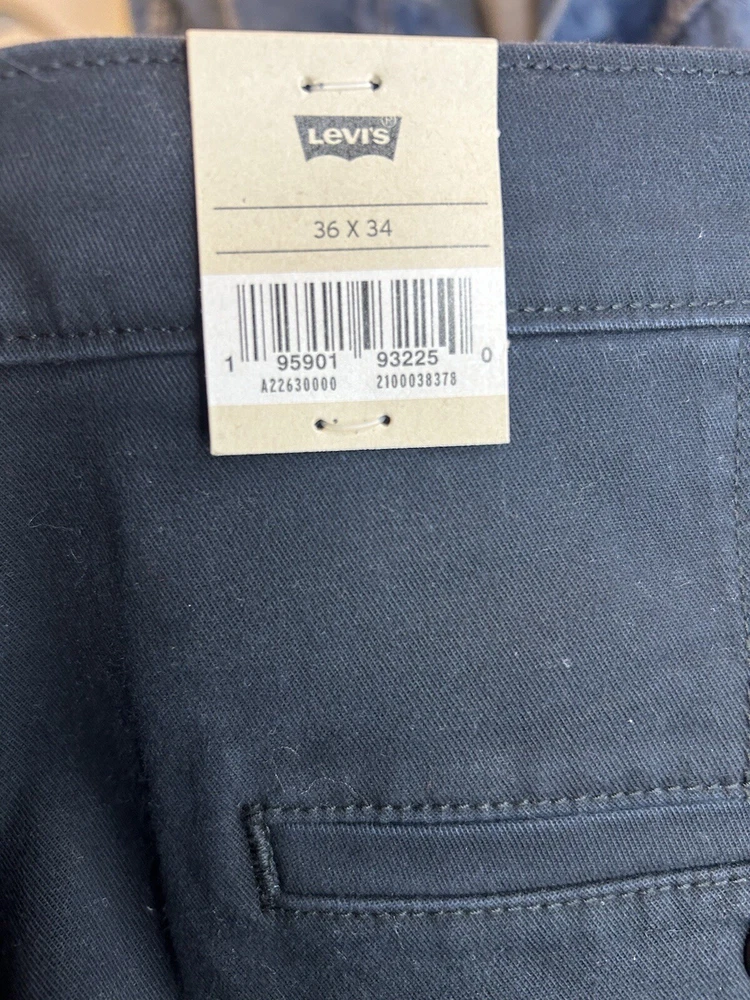 Levi's
36 X 34
1 95901 93225 0
A22630000 2100038378